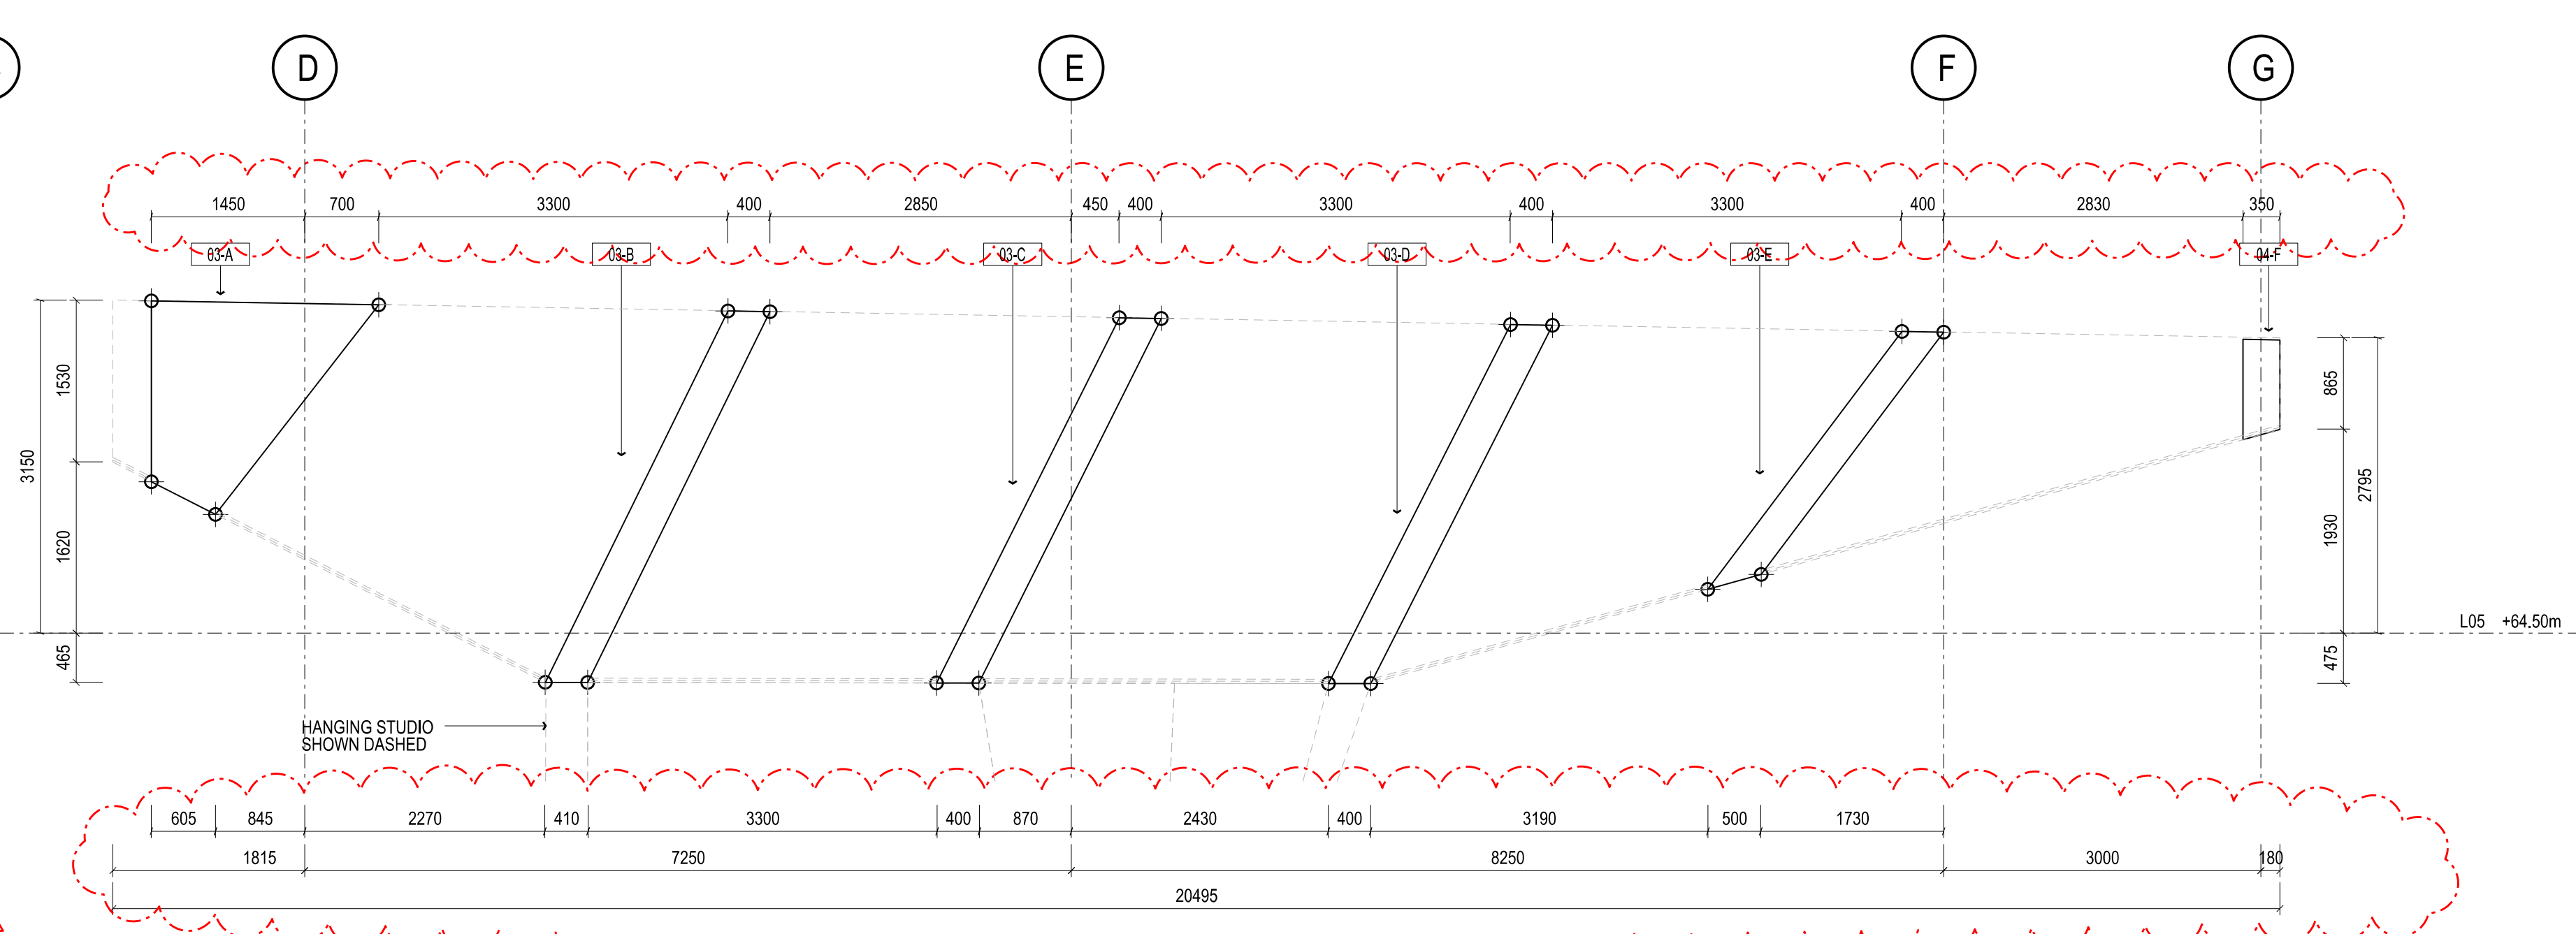 D E F G
1450 700 3300 400 2850 450 400 3300 400 3300 400 2830 350
03-A 03-B 03-C 03-D 03-E 04-F
1530
865
3150
2795
1620
1930
L05 +64.50m
465
475
HANGING STUDIO
SHOWN DASHED
605 845 2270 410 3300 400 870 2430 400 3190 500 1730
1815 7250 8250 3000 180
20495